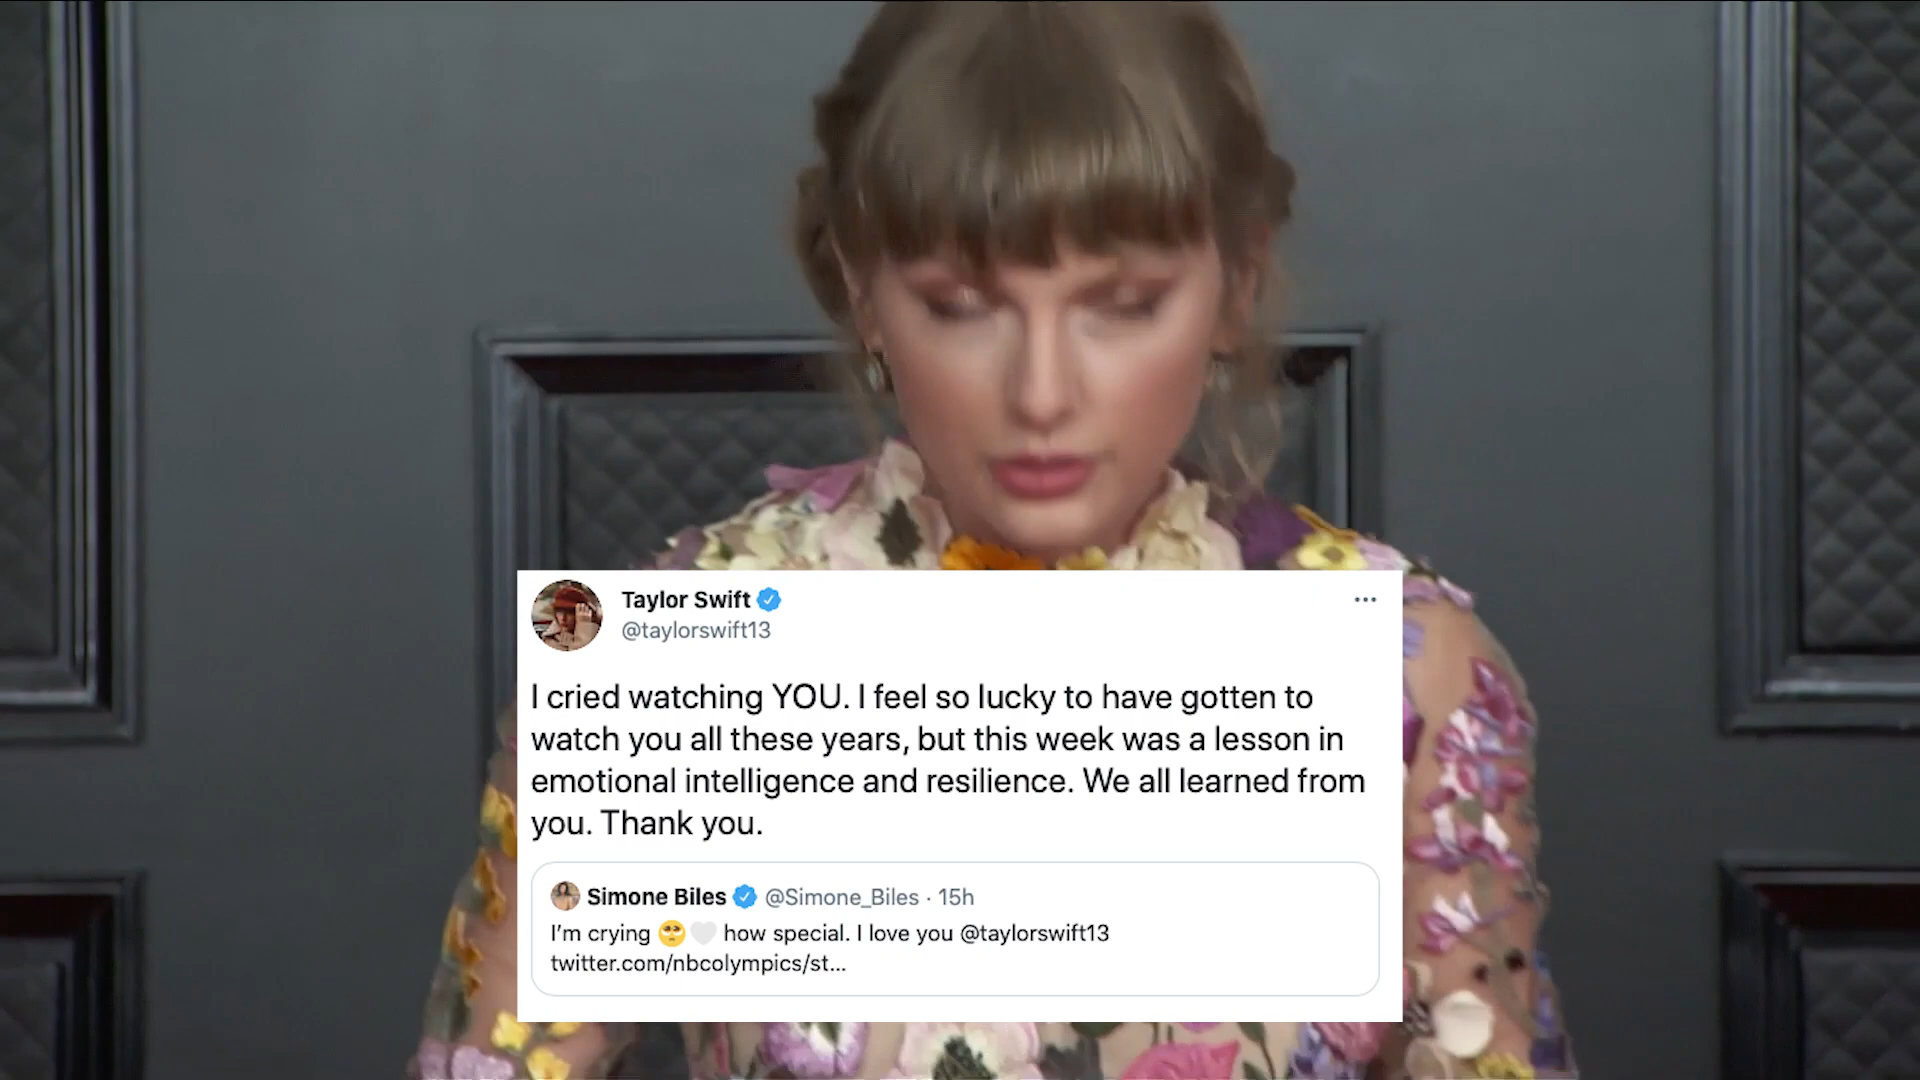 Taylor Swift
@taylorswift13
I cried watching YOU. I feel so lucky to have gotten to
watch you all these years, but this week was a lesson in
emotional intelligence and resilience. We all learned from
you. Thank you.
Simone Biles @Simone_Biles · 15h
I’m crying 🥺🤍 how special. I love you @taylorswift13
twitter.com/nbcolympics/st...